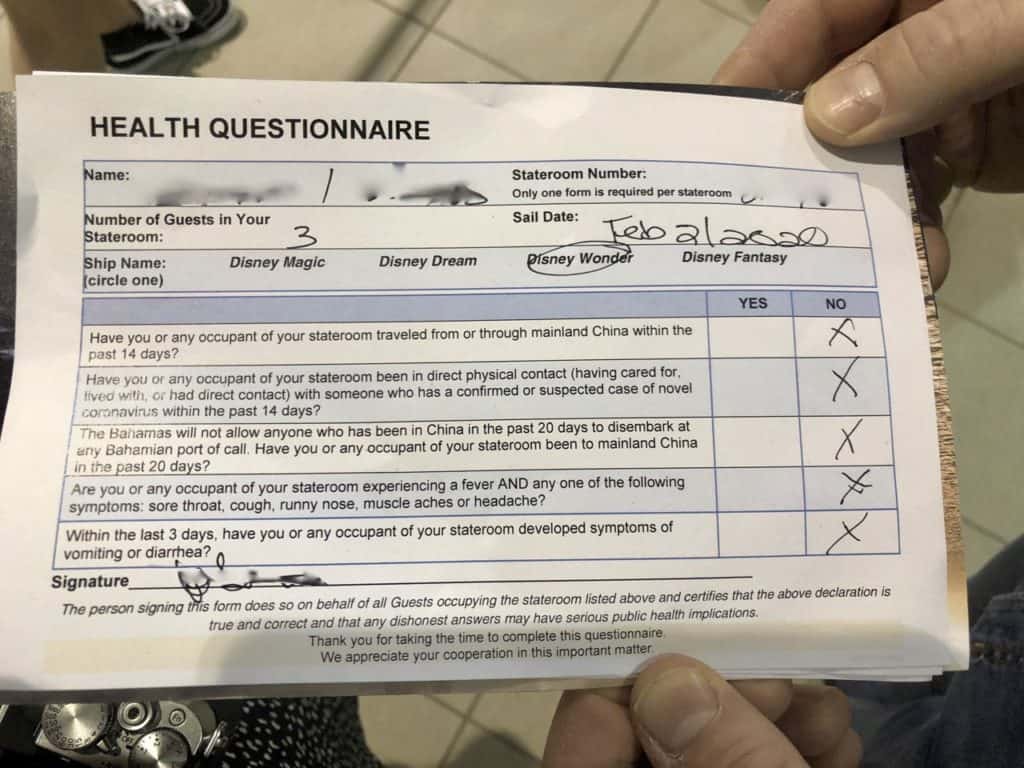 HEALTH QUESTIONNAIRE
Name: /
Stateroom Number:
Only one form is required per stateroom
Number of Guests in Your
Stateroom: 3
Sail Date: Feb 2/2020
Ship Name: Disney Magic Disney Dream Disney Wonder Disney Fantasy
(circle one)
YES NO
Have you or any occupant of your stateroom traveled from or through mainland China within the
past 14 days? X
Have you or any occupant of your stateroom been in direct physical contact (having cared for,
lived with, or had direct contact) with someone who has a confirmed or suspected case of novel
coronavirus within the past 14 days? X
The Bahamas will not allow anyone who has been in China in the past 20 days to disembark at
any Bahamian port of call. Have you or any occupant of your stateroom been to mainland China
in the past 20 days? X
Are you or any occupant of your stateroom experiencing a fever AND any one of the following
symptoms: sore throat, cough, runny nose, muscle aches or headache? X
Within the last 3 days, have you or any occupant of your stateroom developed symptoms of
vomiting or diarrhea? X
Signature
The person signing this form does so on behalf of all Guests occupying the stateroom listed above and certifies that the above declaration is
true and correct and that any dishonest answers may have serious public health implications.
Thank you for taking the time to complete this questionnaire.
We appreciate your cooperation in this important matter.